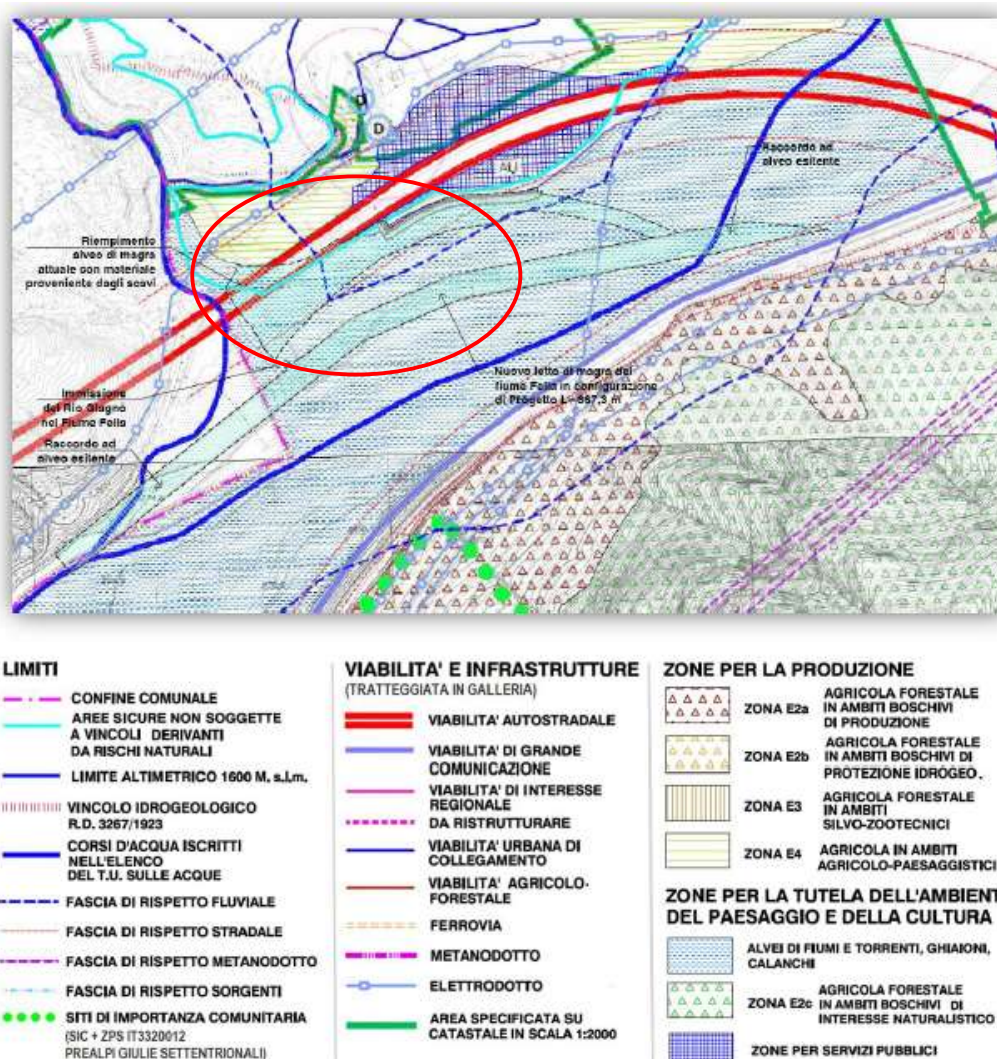 D
AU
Raccordo ad
alveo esitente
Riempimento
alveo di magra
attuale con materiale
proveniente dagli scavi
Immissione
del Rio Glagno
nel Fiume Fella
Nuovo letto di magra del
fiume Fella in configurazione
di Progetto
Raccordo ad
alveo esitente
LIMITI
CONFINE COMUNALE
AREE SICURE NON SOGGETTE
A VINCOLI DERIVANTI
DA RISCHI NATURALI
LIMITE ALTIMETRICO 1600 M. s.l.m.
VINCOLO IDROGEOLOGICO
R.D. 3267/1923
CORSI D'ACQUA ISCRITTI
NELL'ELENCO
DEL T.U. SULLE ACQUE
FASCIA DI RISPETTO FLUVIALE
FASCIA DI RISPETTO STRADALE
FASCIA DI RISPETTO METANODOTTO
FASCIA DI RISPETTO SORGENTI
SITI DI IMPORTANZA COMUNITARIA
(SIC + ZPS IT3320012
PREALPI GIULIE SETTENTRIONALI)
VIABILITA' E INFRASTRUTTURE
(TRATTEGGIATA IN GALLERIA)
VIABILITA' AUTOSTRADALE
VIABILITA' DI GRANDE
COMUNICAZIONE
VIABILITA' DI INTERESSE
REGIONALE
DA RISTRUTTURARE
VIABILITA' URBANA DI
COLLEGAMENTO
VIABILITA' AGRICOLO-
FORESTALE
FERROVIA
METANODOTTO
ELETTRODOTTO
AREA SPECIFICATA SU
CATASTALE IN SCALA 1:2000
ZONE PER LA PRODUZIONE
ZONA E2a AGRICOLA FORESTALE
IN AMBITI BOSCHIVI
DI PRODUZIONE
ZONA E2b AGRICOLA FORESTALE
IN AMBITI BOSCHIVI DI
PROTEZIONE IDROGEO.
ZONA E3 AGRICOLA FORESTALE
IN AMBITI
SILVO-ZOOTECNICI
ZONA E4 AGRICOLA IN AMBITI
AGRICOLO-PAESAGGISTICI
ZONE PER LA TUTELA DELL'AMBIENT
DEL PAESAGGIO E DELLA CULTURA
ALVEI DI FIUMI E TORRENTI, GHIAIONI,
CALANCHI
ZONA E2c AGRICOLA FORESTALE
IN AMBITI BOSCHIVI DI
INTERESSE NATURALISTICO
ZONE PER SERVIZI PUBBLICI